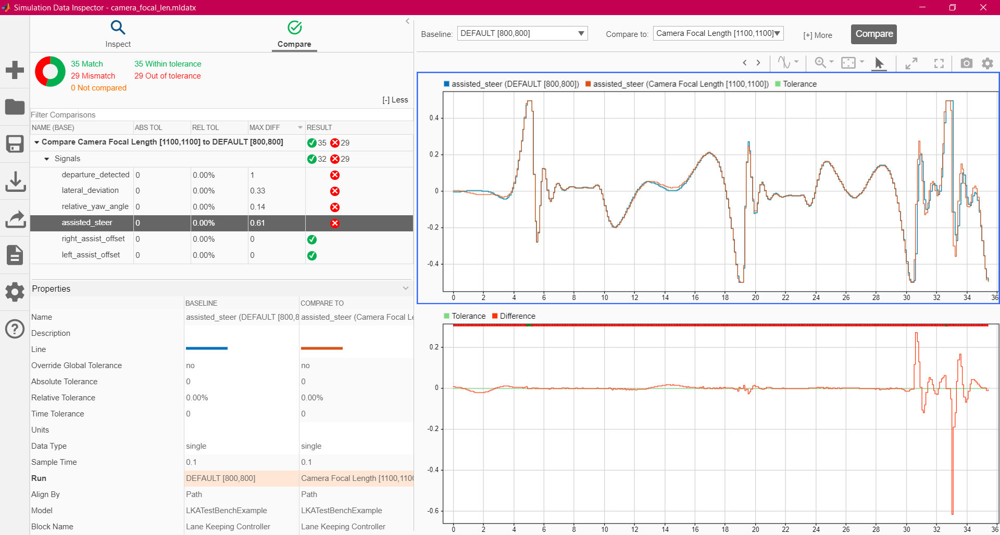 Simulation Data Inspector - camera_focal_len.mldatx
Inspect
Compare
35 Match 35 Within tolerance
29 Mismatch 29 Out of tolerance
0 Not compared
[-] Less
Filter Comparisons
NAME (BASE) ABS TOL REL TOL MAX DIFF RESULT
Compare Camera Focal Length [1100,1100] to DEFAULT [800,800] 35 29
Signals 32 29
departure_detected 0 0.00% 1
lateral_deviation 0 0.00% 0.33
relative_yaw_angle 0 0.00% 0.14
assisted_steer 0 0.00% 0.61
right_assist_offset 0 0.00% 0
left_assist_offset 0 0.00% 0
Properties
BASELINE COMPARE TO
Name assisted_steer (DEFAULT [800,8 assisted_steer (Camera Focal Le
Description
Line
Override Global Tolerance no no
Absolute Tolerance 0 0
Relative Tolerance 0.00% 0.00%
Time Tolerance 0 0
Units
Data Type single single
Sample Time 0.1 0.1
Run DEFAULT [800,800] Camera Focal Length [1100,1100
Align By Path Path
Model LKATestBenchExample LKATestBenchExample
Block Name Lane Keeping Controller Lane Keeping Controller
Baseline: DEFAULT [800,800] Compare to: Camera Focal Length [1100,1100] [+] More Compare
assisted_steer (DEFAULT [800,800]) assisted_steer (Camera Focal Length [1100,1100]) Tolerance
0.4
0.2
0
-0.2
-0.4
0 2 4 6 8 10 12 14 16 18 20 22 24 26 28 30 32 34 36
Tolerance Difference
0.2
0
-0.2
-0.4
-0.6
0 2 4 6 8 10 12 14 16 18 20 22 24 26 28 30 32 34 36